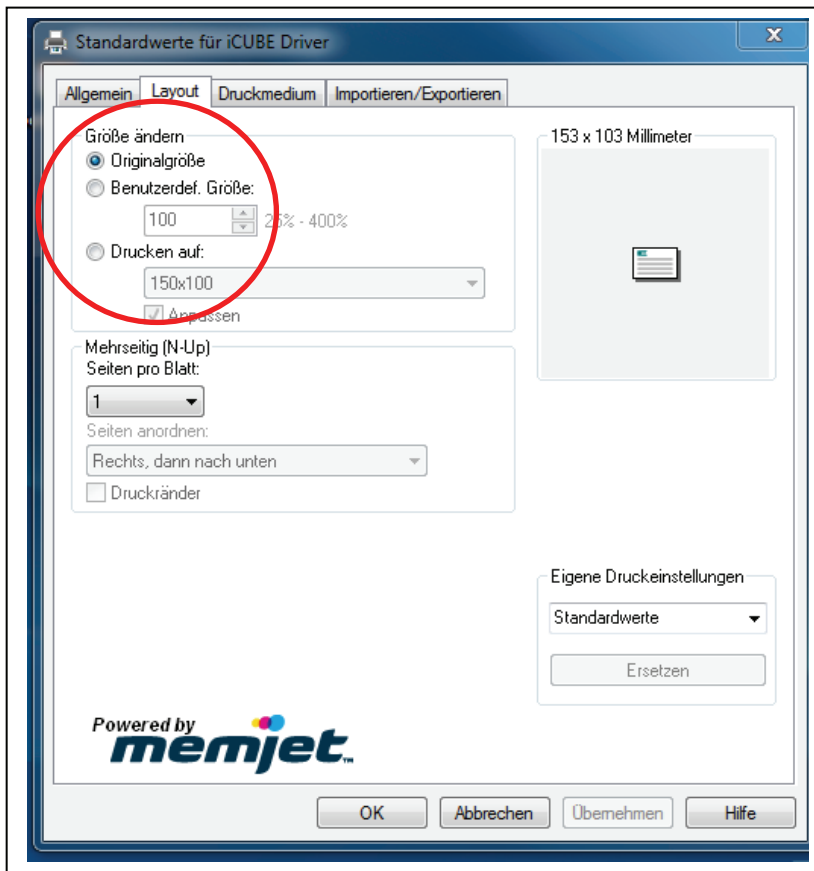 Standardwerte für iCUBE Driver
Allgemein Layout Druckmedium Importieren/Exportieren
Größe ändern
Originalgröße
Benutzerdef. Größe:
100 25% - 400%
Drucken auf:
150x100
Anpassen
153 x 103 Millimeter
Mehrseitig (N-Up)
Seiten pro Blatt:
1
Seiten anordnen:
Rechts, dann nach unten
Druckränder
Eigene Druckeinstellungen
Standardwerte
Ersetzen
Powered by
memjet™
OK Abbrechen Übernehmen Hilfe